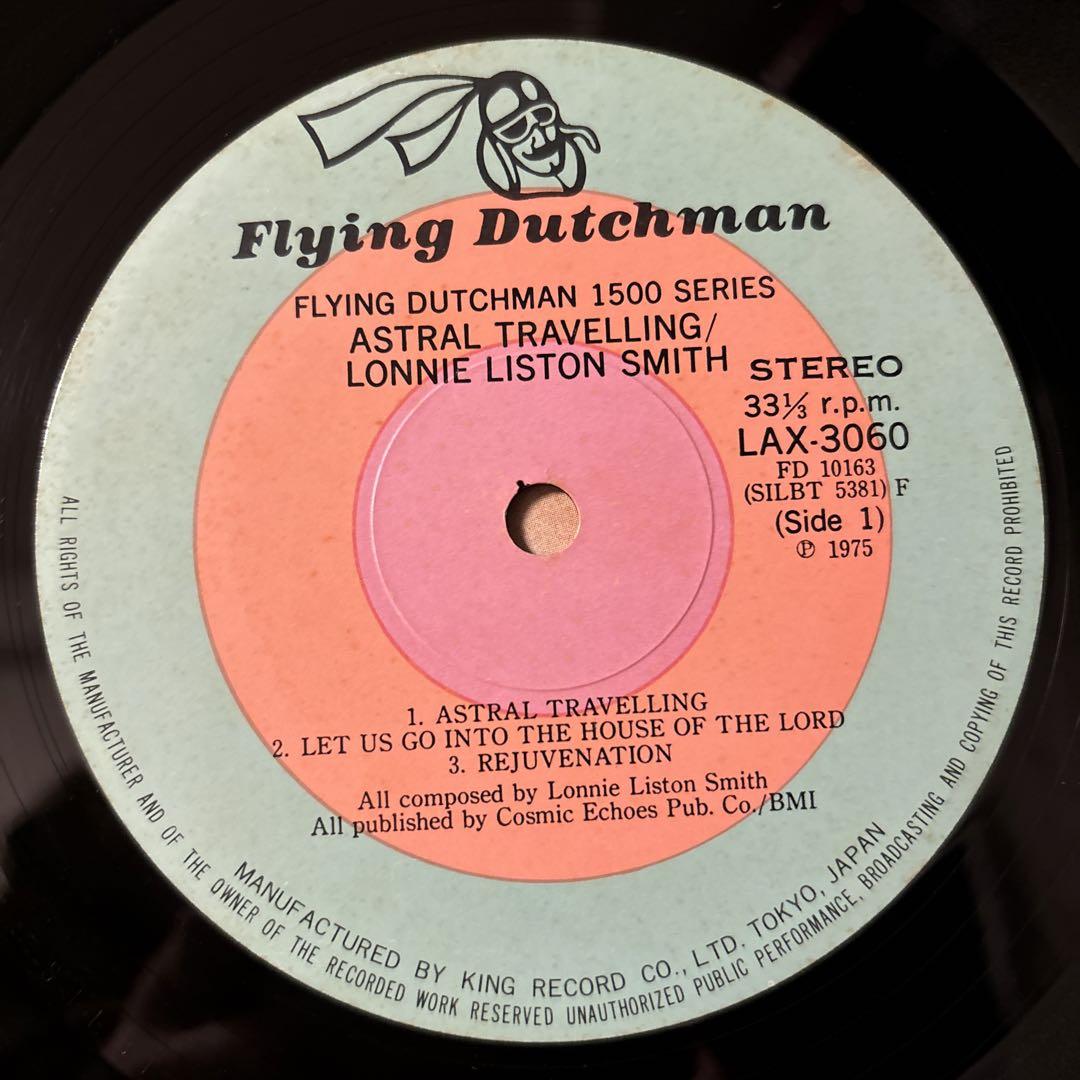 Flying Dutchman
FLYING DUTCHMAN 1500 SERIES
ASTRAL TRAVELLING/
LONNIE LISTON SMITH
STEREO
33⅓ r.p.m.
LAX-3060
FD 10163
(SILBT 5381) F
(Side 1)
℗ 1975
1. ASTRAL TRAVELLING
2. LET US GO INTO THE HOUSE OF THE LORD
3. REJUVENATION
All composed by Lonnie Liston Smith
All published by Cosmic Echoes Pub. Co./BMI
MANUFACTURED BY KING RECORD CO., LTD. TOKYO, JAPAN
ALL RIGHTS OF THE MANUFACTURER AND OF THE OWNER OF THE RECORDED WORK RESERVED UNAUTHORIZED PUBLIC PERFORMANCE, BROADCASTING AND COPYING OF THIS RECORD PROHIBITED